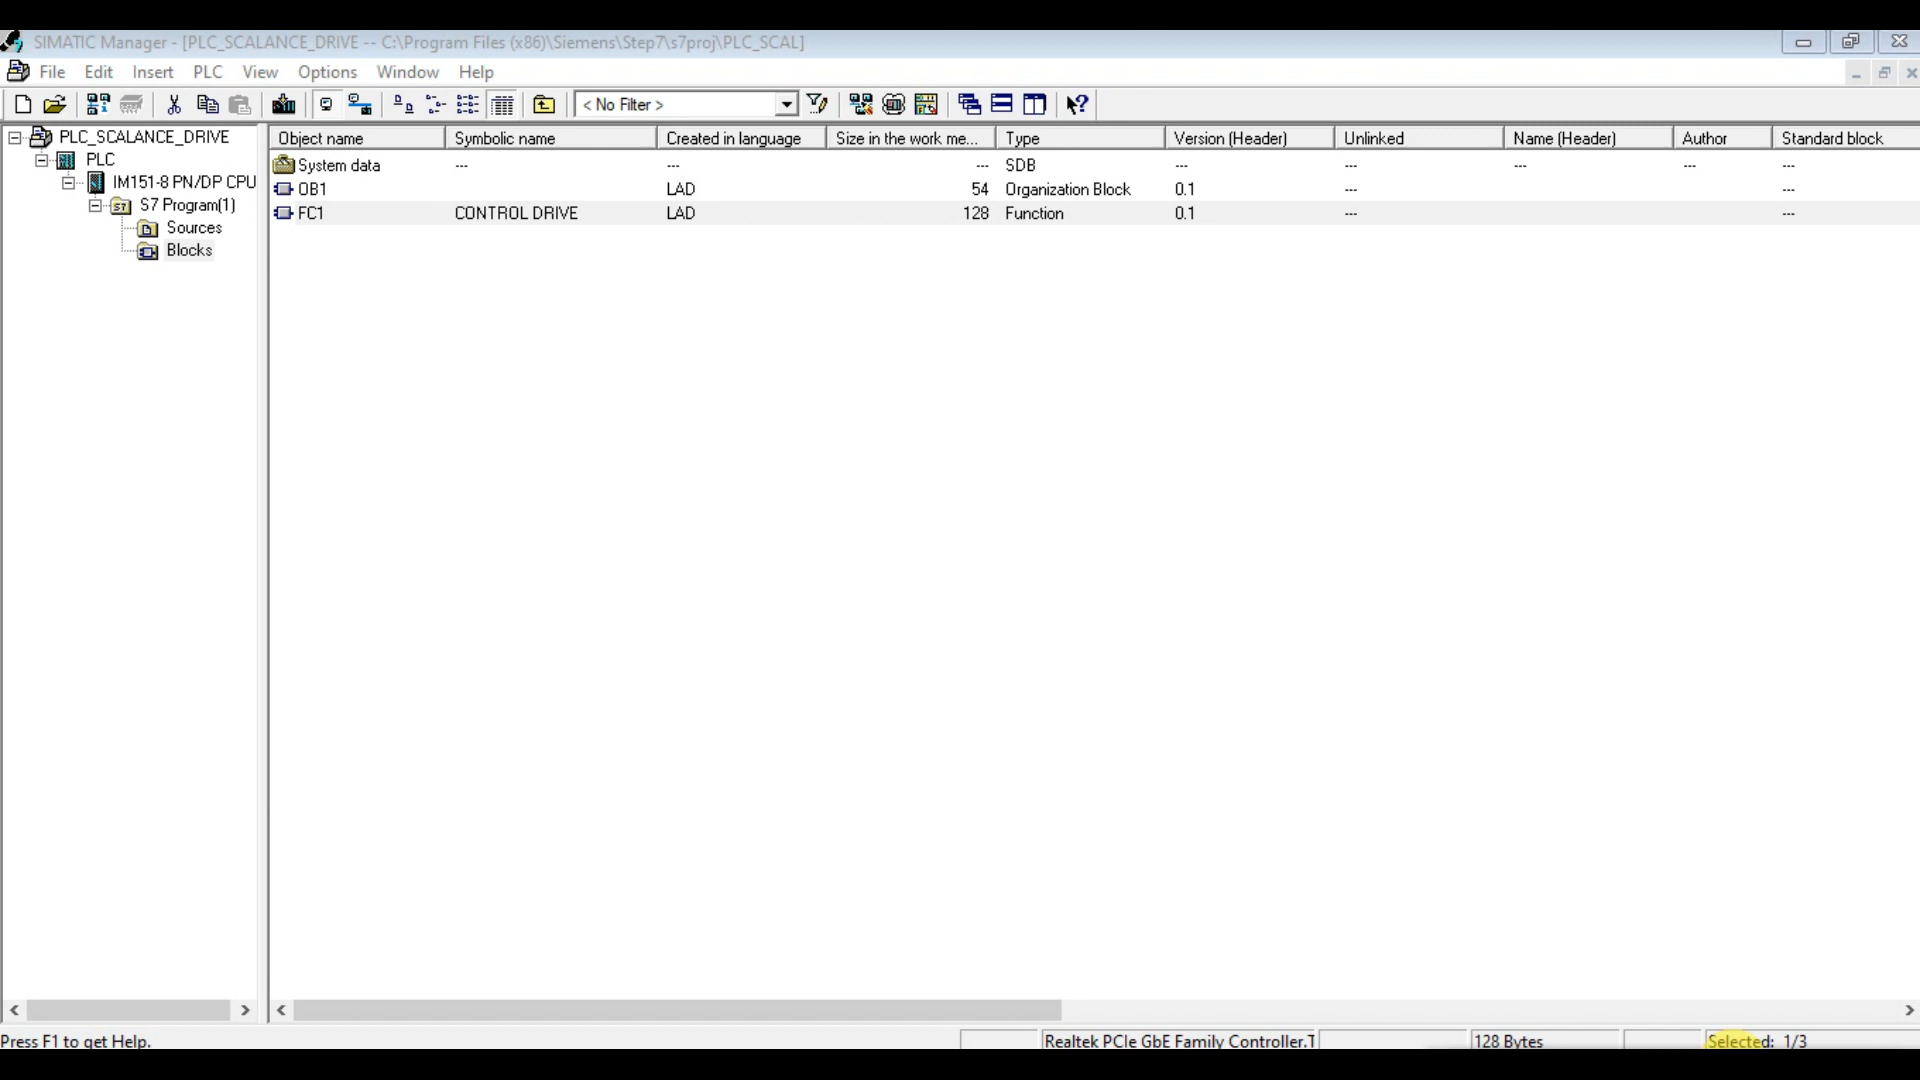 SIMATIC Manager - [PLC_SCALANCE_DRIVE -- C:\Program Files (x86)\Siemens\Step7\s7proj\PLC_SCAL]
File Edit Insert PLC View Options Window Help
< No Filter >
PLC_SCALANCE_DRIVE
PLC
IM151-8 PN/DP CPU
S7 Program(1)
Sources
Blocks
Object name Symbolic name Created in language Size in the work me... Type Version (Header) Unlinked Name (Header) Author Standard block
System data --- --- --- SDB --- --- --- --- ---
OB1 LAD 54 Organization Block 0.1 --- ---
FC1 CONTROL DRIVE LAD 128 Function 0.1 --- ---
Press F1 to get Help. Realtek PCIe GbE Family Controller.T 128 Bytes Selected: 1/3